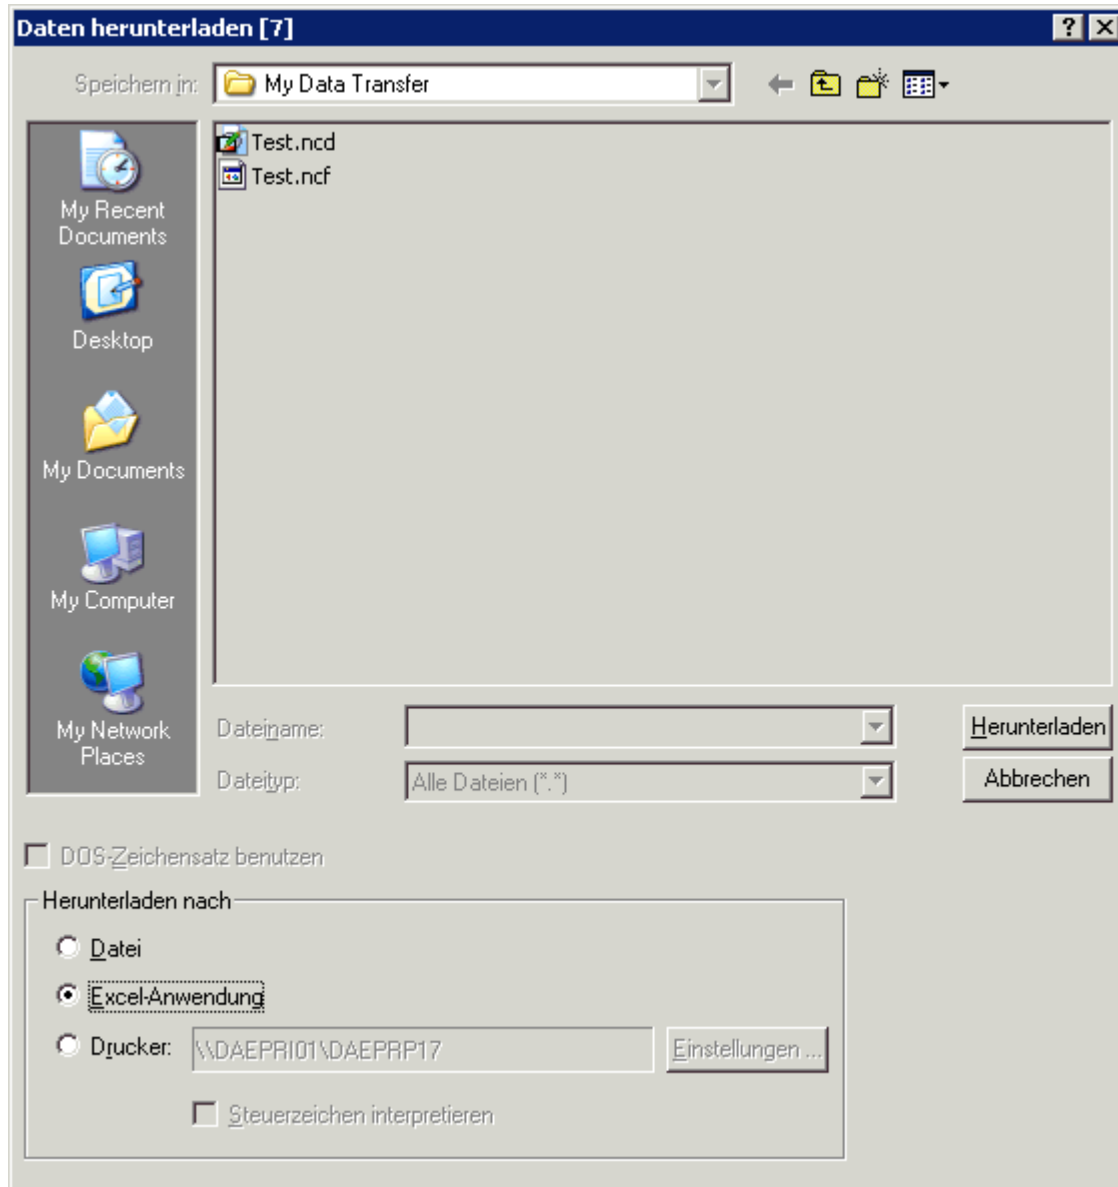 Daten herunterladen [7]
Speichern in: My Data Transfer
My Recent
Documents
Desktop
My Documents
My Computer
My Network
Places
Test.ncd
Test.ncf
Dateiname:
Herunterladen
Dateityp: Alle Dateien (*.*)
Abbrechen
DOS-Zeichensatz benutzen
Herunterladen nach
Datei
Excel-Anwendung
Drucker: \\DAEPRI01\DAEPRP17 Einstellungen ...
Steuerzeichen interpretieren